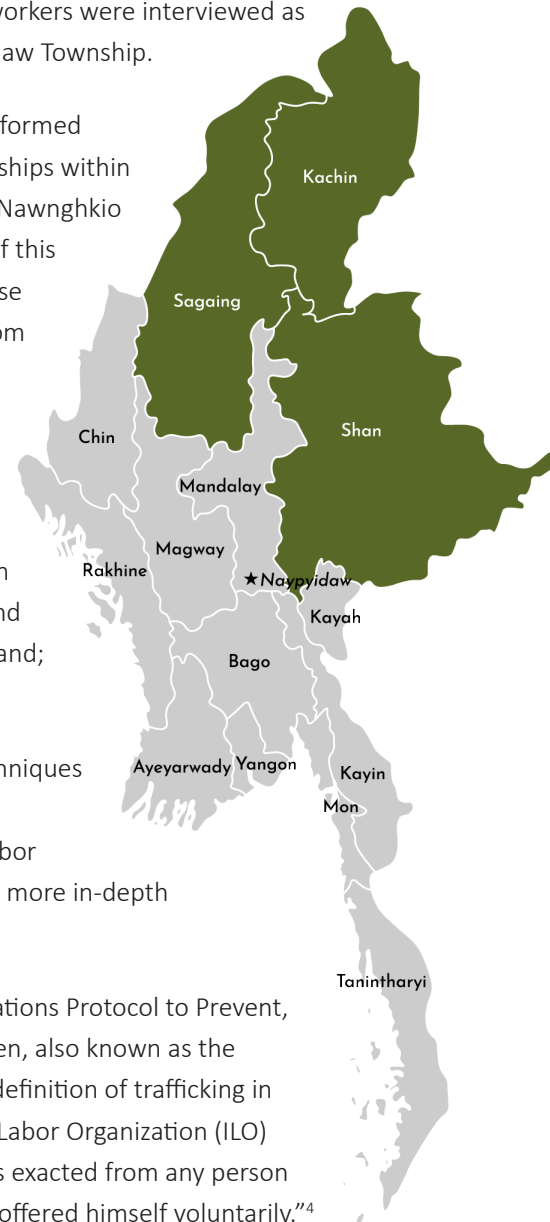 workers were interviewed as
aw Township.
formed
ships within
Nawnghkio
f this
se
om
n
nd
and;
nniques
bor
more in-depth
ations Protocol to Prevent,
en, also known as the
definition of trafficking in
Labor Organization (ILO)
s exacted from any person
offered himself voluntarily.”⁴
Kachin
Sagaing
Shan
Chin
Mandalay
Magway
Rakhine
★ Naypyidaw
Kayah
Bago
Ayeyarwady
Yangon
Kayin
Mon
Tanintharyi